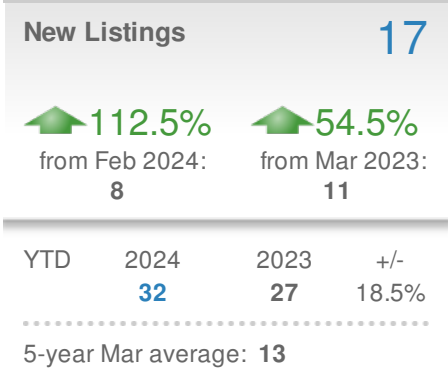 New Listings 17
112.5% 54.5%
from Feb 2024: from Mar 2023:
8 11
YTD 2024 2023 +/-
32 27 18.5%
5-year Mar average: 13